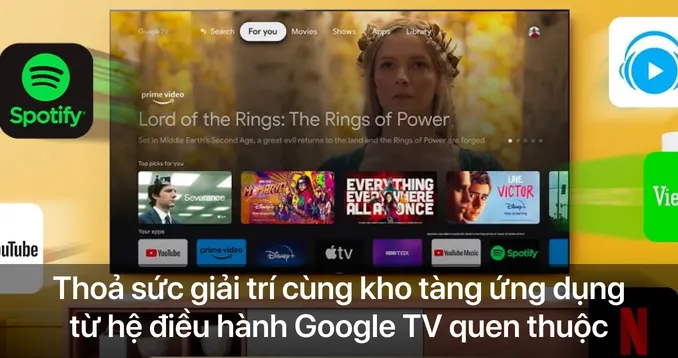 Google TV
Search
For you
Movies
Shows
Apps
Library
Spotify
prime video
Lord of the Rings: The Rings of Power
Set in Middle Earth's Second Age, a great evil returns to the land and the Rings of Power are forged.
Top picks for you
Severance
MS. MARVEL
EVERYTHING EVERYWHERE ALL AT ONCE
LOVE, VICTOR
Disney+
Your apps
YouTube
prime video
Disney+
tv
HBOMAX
YouTube Music
Spotify
Vie
ouTube
Thoả sức giải trí cùng kho tàng ứng dụng
từ hệ điều hành Google TV quen thuộc
N